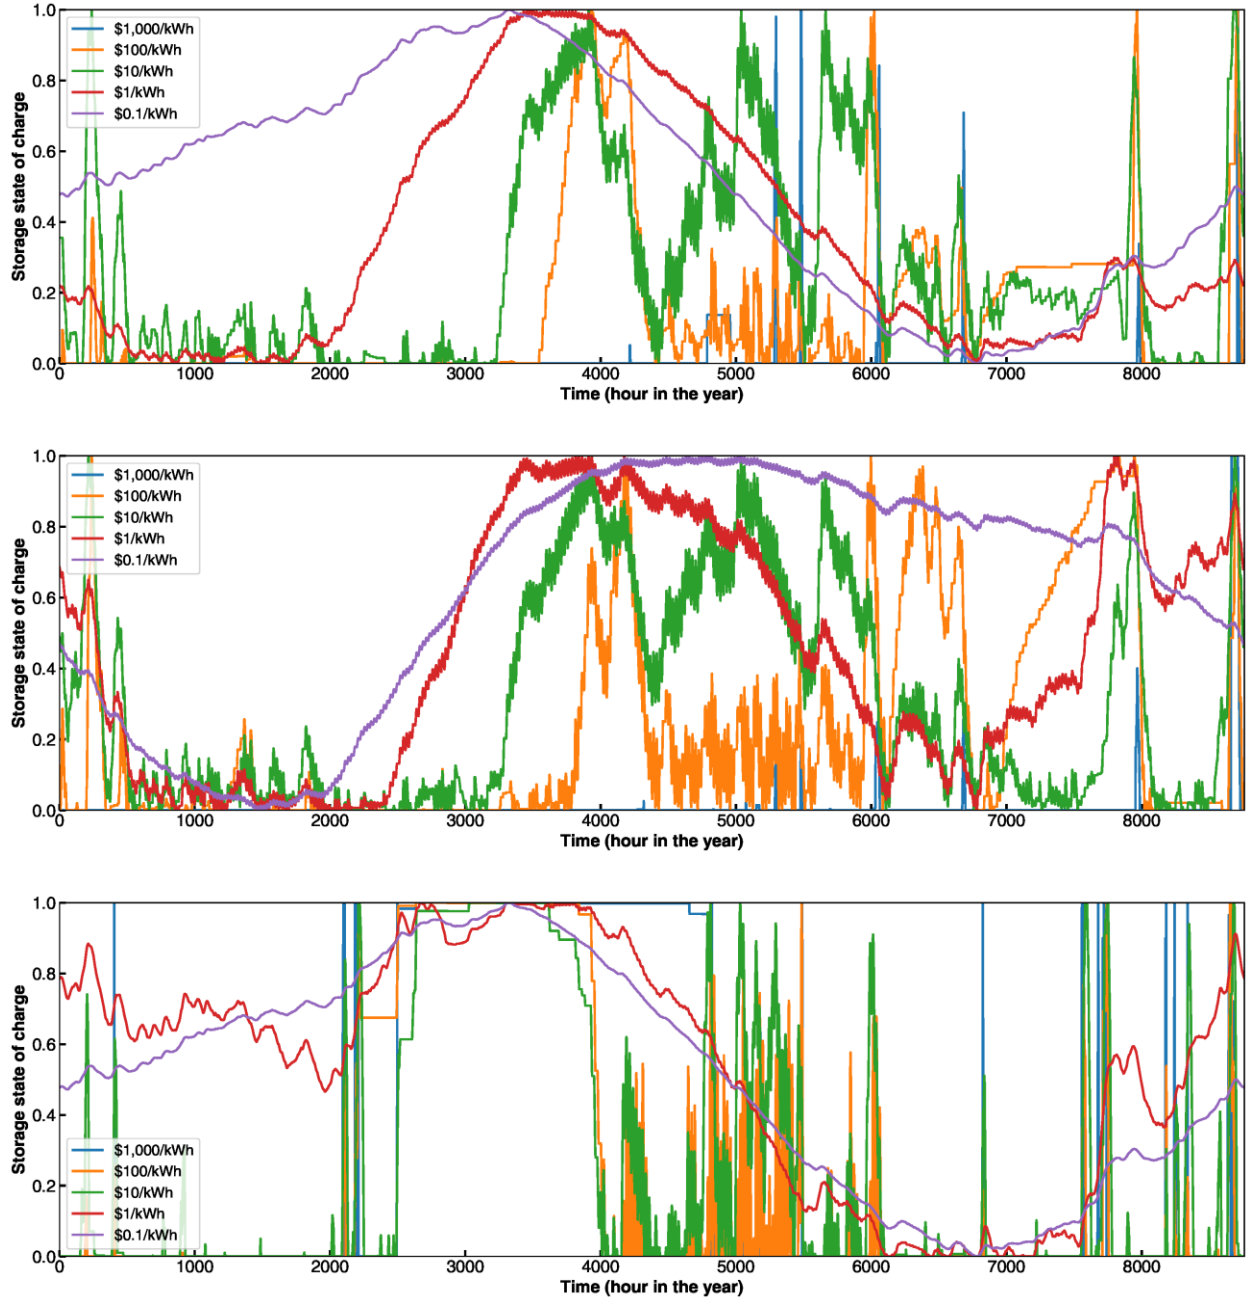 1.0
0.8
0.6
0.4
0.2
0.0
Storage state of charge
$1,000/kWh
$100/kWh
$10/kWh
$1/kWh
$0.1/kWh
0 1000 2000 3000 4000 5000 6000 7000 8000
Time (hour in the year)
1.0
0.8
0.6
0.4
0.2
0.0
Storage state of charge
$1,000/kWh
$100/kWh
$10/kWh
$1/kWh
$0.1/kWh
0 1000 2000 3000 4000 5000 6000 7000 8000
Time (hour in the year)
1.0
0.8
0.6
0.4
0.2
0.0
Storage state of charge
$1,000/kWh
$100/kWh
$10/kWh
$1/kWh
$0.1/kWh
0 1000 2000 3000 4000 5000 6000 7000 8000
Time (hour in the year)